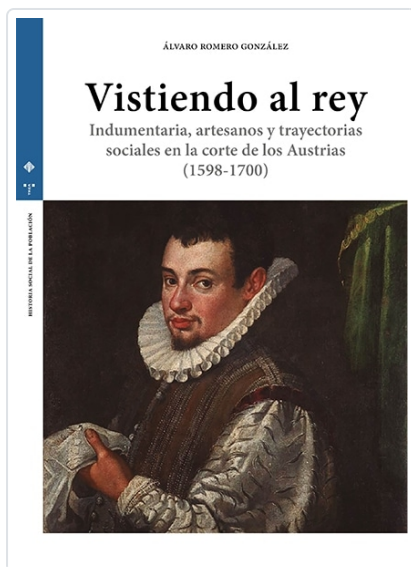 ÁLVARO ROMERO GONZÁLEZ
Vistiendo al rey
Indumentaria, artesanos y trayectorias
sociales en la corte de los Austrias
(1598-1700)
TREA
HISTORIA SOCIAL DE LA POBLACIÓN